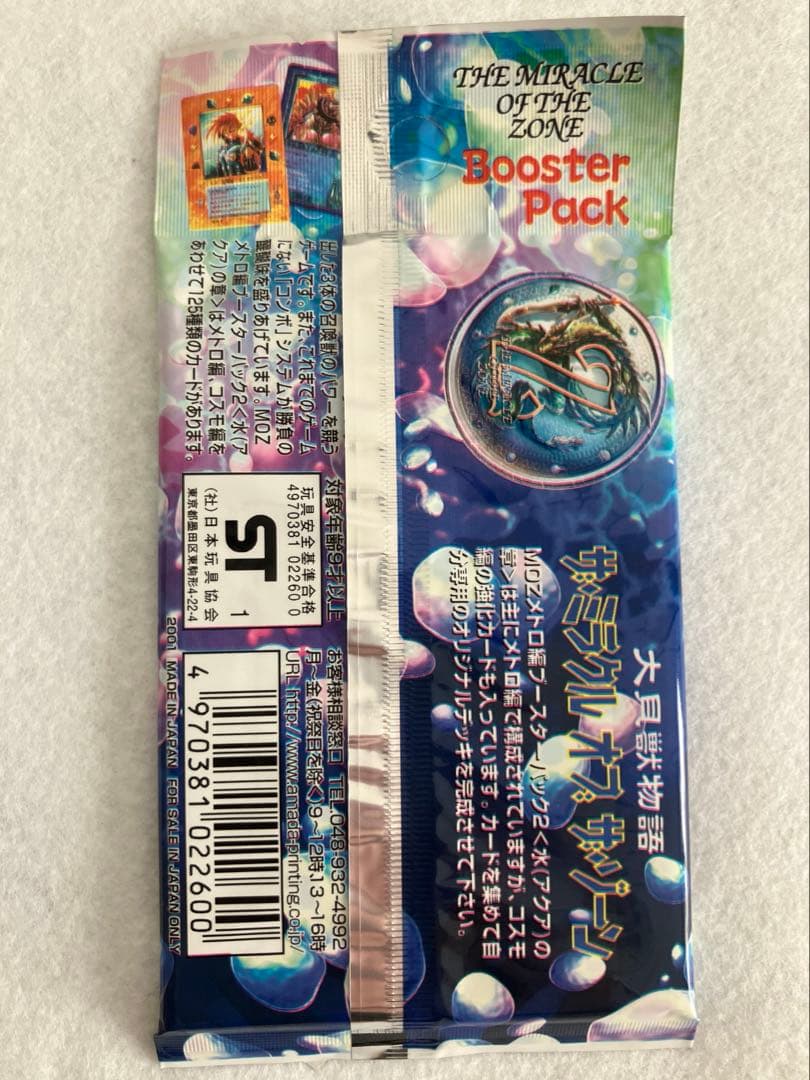 THE MIRACLE
OF THE
ZONE
Booster
Pack
大貝獣物語
ザ・ミラクル オブ ザ・ゾーン
MOZメトロ編ブースターパック2<水(アクア)の
章>は主にメトロ編で構成されていますが、コスモ
編の強化カードも入っています。カードを集めて自
分専用のオリジナルデッキを完成させて下さい。
出した3体の召喚獣のパワーを競う
ゲームです。また、これまでのゲーム
にない「コンボ」システムが勝負の
醍醐味を盛りあげています。MOZ
メトロ編ブースターパック2<水(ア
クア)の章>はメトロ編、コスモ編を
あわせて125種類のカードがあります。
対象年齢9才以上
玩具安全基準合格
4970381 02260 0
ST
1
(社)日本玩具協会
東京都墨田区東駒形4-22-4
お客様相談窓口 TEL.048-932-4992
月~金(祝祭日を除く)9~12時、13~16時
URL http://www.amada-printing.co.jp/
4 970381 022600
2001 MADE IN JAPAN FOR SALE IN JAPAN ONLY